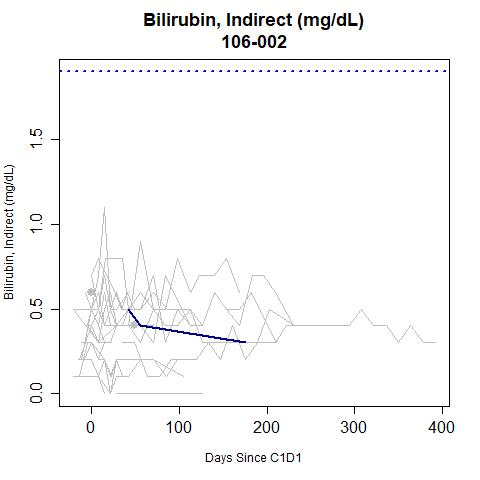 Bilirubin, Indirect (mg/dL)
106-002
Bilirubin, Indirect (mg/dL)
1.5
1.0
0.5
0.0
0 100 200 300 400
Days Since C1D1